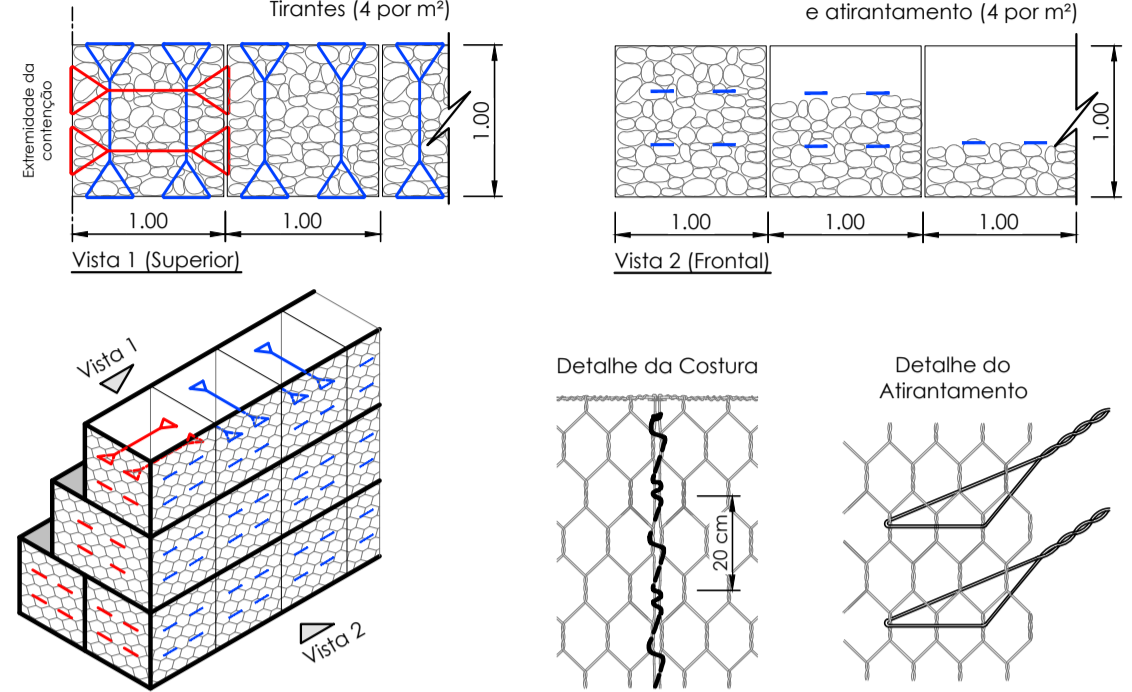 Tirantes (4 por m²)
e atirantamento (4 por m²)
Extremidade da
contenção
1.00
1.00
1.00
Vista 1 (Superior)
1.00
1.00
1.00
1.00
Vista 2 (Frontal)
Vista 1
Vista 2
Detalhe da Costura
20 cm
Detalhe do
Atirantamento